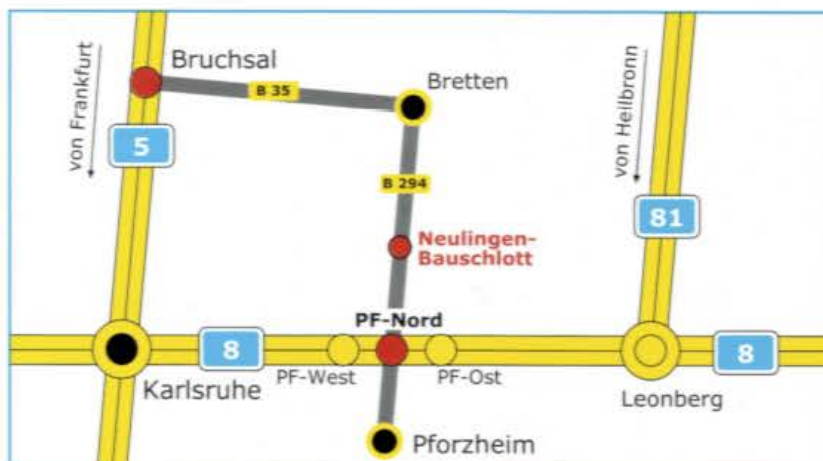 von Frankfurt
Bruchsal
B 35
Bretten
von Heilbronn
5
B 294
81
Neulingen-
Bauschlott
PF-Nord
8
8
PF-West
PF-Ost
Karlsruhe
Leonberg
Pforzheim